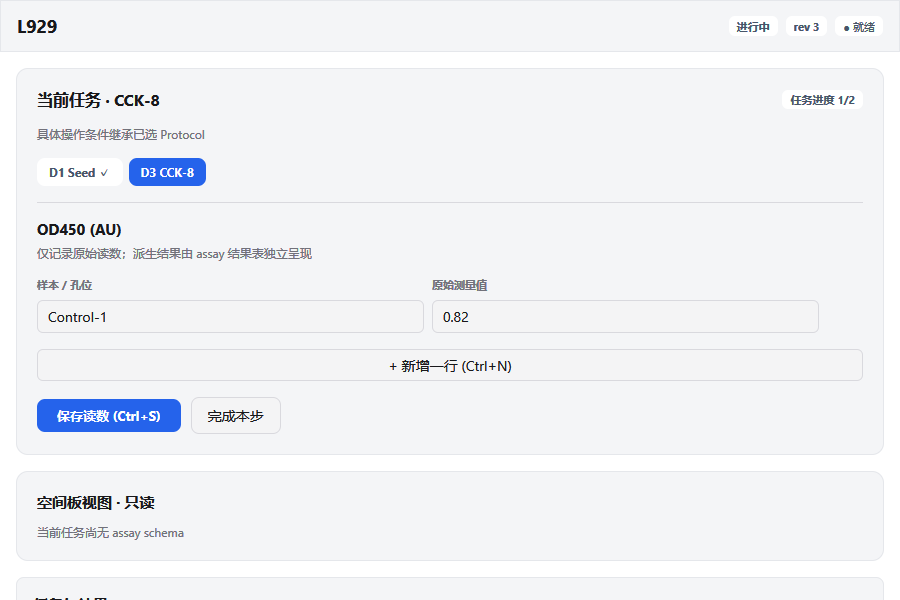 L929
进行中
rev 3
● 就绪
当前任务 · CCK-8
任务进度 1/2
具体操作条件继承已选 Protocol
D1 Seed ✓
D3 CCK-8
OD450 (AU)
仅记录原始读数；派生结果由 assay 结果表独立呈现
样本 / 孔位
原始测量值
Control-1
0.82
+ 新增一行 (Ctrl+N)
保存读数 (Ctrl+S)
完成本步
空间板视图 · 只读
当前任务尚无 assay schema